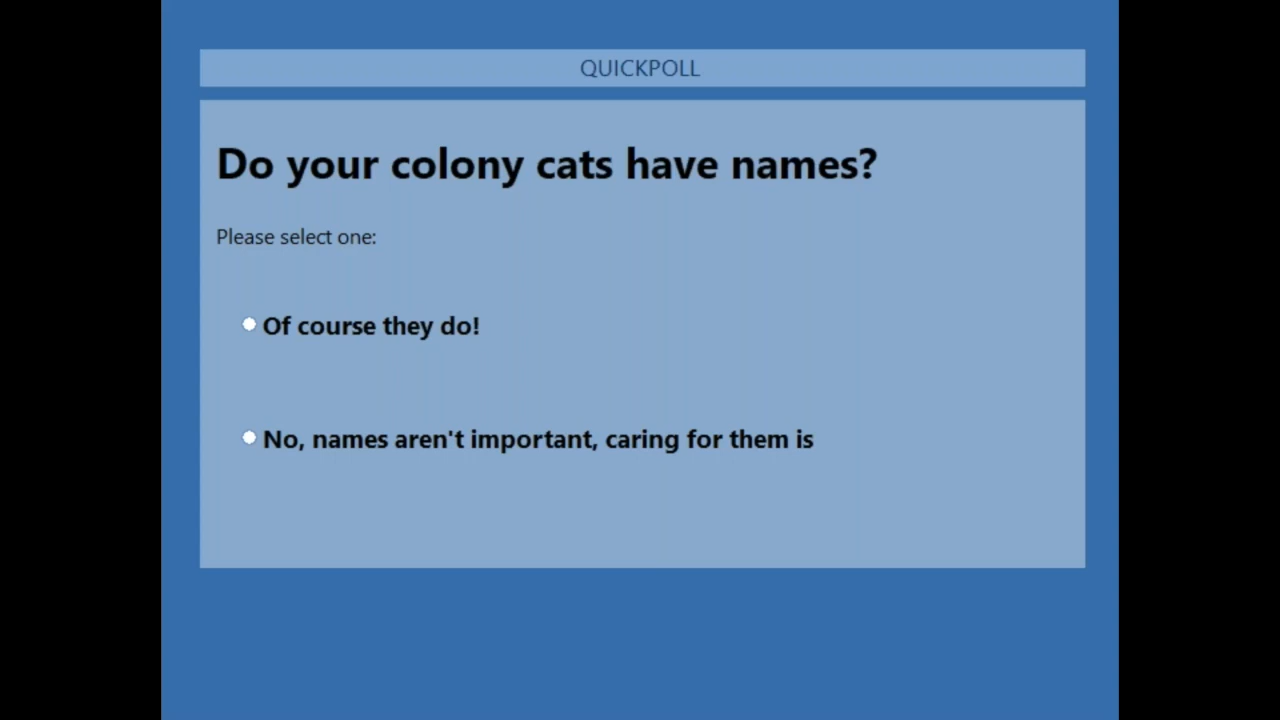 QUICKPOLL
Do your colony cats have names?
Please select one:
Of course they do!
No, names aren't important, caring for them is